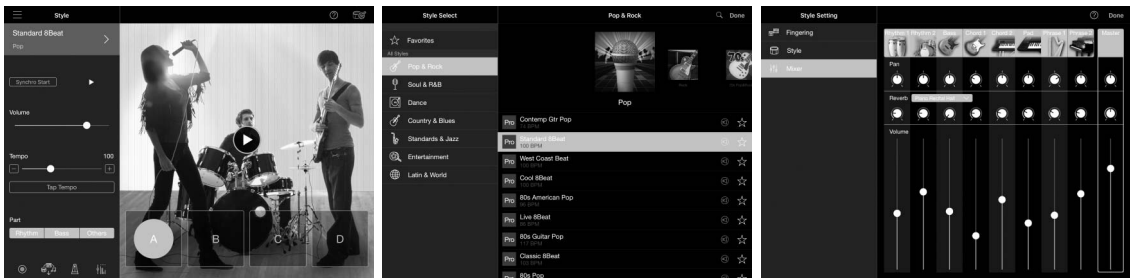 Style
Standard 8Beat
Pop
Synchro Start
Volume
Tempo 100
Tap Tempo
Part
Rhythm Bass Others
A B C D
Style Select
Favorites
All Styles
Pop & Rock
Soul & R&B
Dance
Country & Blues
Standards & Jazz
Entertainment
Latin & World
Pop & Rock Done
Pop
Pro Contemp Gtr Pop
Pro Standard 8Beat
100 BPM
Pro West Coast Beat
Pro Cool 8Beat
Pro 80s American Pop
Pro Live 8Beat
Pro 80s Guitar Pop
117 BPM
Pro Classic 8Beat
Pro 80s Pop
Style Setting
Fingering
Style
Mixer
Done
Rhythm 1 Rhythm 2 Bass Chord 1 Chord 2 Pad Phrase 1 Phrase 2 Master
Pan
Reverb
Volume